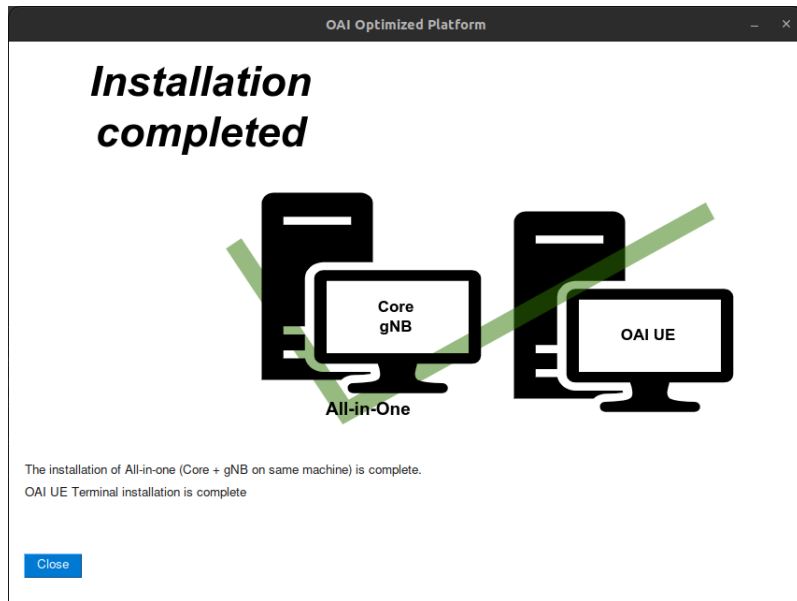 OAI Optimized Platform
Installation
completed
Core
gNB
OAI UE
All-in-One
The installation of All-in-one (Core + gNB on same machine) is complete.
OAI UE Terminal installation is complete
Close